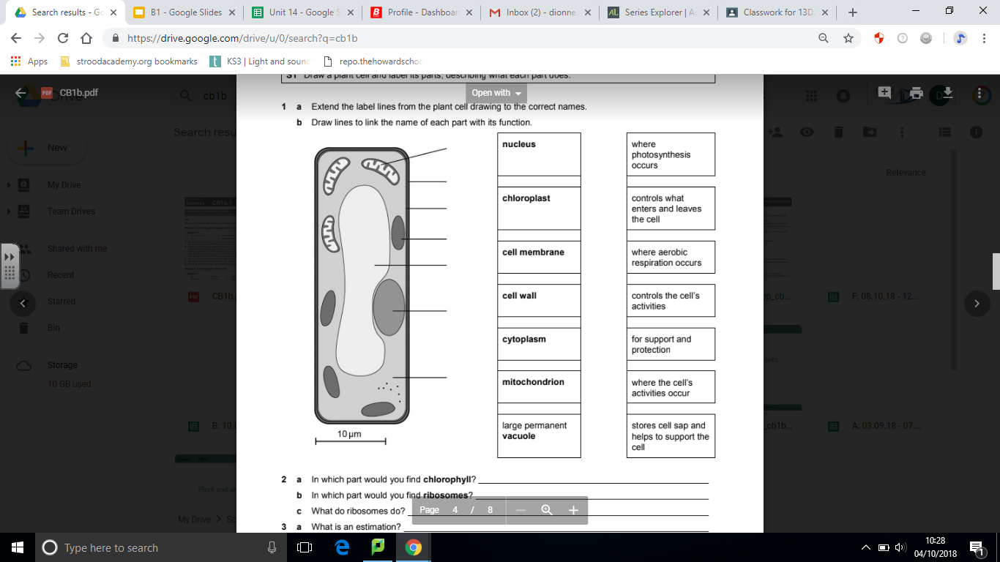 Search results - Go
B1 - Google Slides
Unit 14 - Google S
Profile - Dashboar
Inbox (2) - dionne
Series Explorer | A
Classwork for 13D
https://drive.google.com/drive/u/0/search?q=cb1b
Apps
stroodacademy.org bookmarks
KS3 | Light and soun
repo.thehowardschoo
S1 Draw a plant cell and label its parts, describing what each part does.
CB1b.pdf
cb1b
Open with
1 a Extend the label lines from the plant cell drawing to the correct names.
b Draw lines to link the name of each part with its function.
Search resu
New
My Drive
Team Drives
Shared with me
Recent
Starred
Bin
Storage
10 GB used
Relevance
nucleus
chloroplast
cell membrane
cell wall
cytoplasm
mitochondrion
large permanent
vacuole
where
photosynthesis
occurs
controls what
enters and leaves
the cell
where aerobic
respiration occurs
controls the cell's
activities
for support and
protection
where the cell's
activities occur
stores cell sap and
helps to support the
cell
10 µm
CB1b.p
F: 08.10.18 - 12....
B: 10.0
A: 03.09.18 - 07....
Plant and an
My Drive > Sc
2 a In which part would you find chlorophyll?
b In which part would you find ribosomes?
c What do ribosomes do?
Page 4 / 8
3 a What is an estimation?
Type here to search
10:28
04/10/2018
1